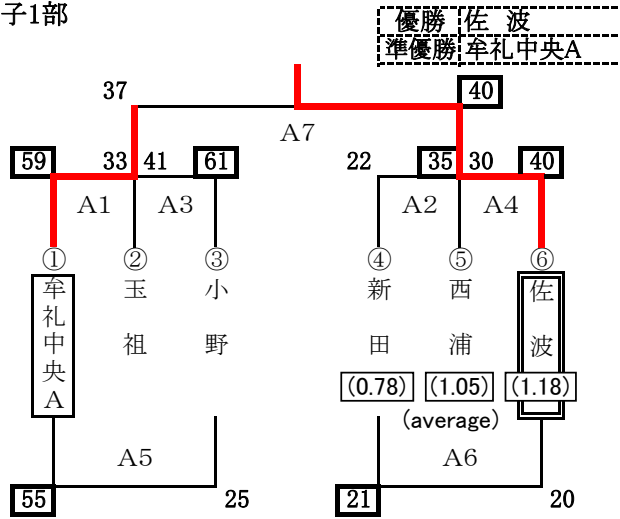 子1部
優勝 佐 波
準優勝 牟礼中央A
37 40
A7
59 33 41 61 22 35 30 40
A1 A3 A2 A4
① ② ③ ④ ⑤ ⑥
牟礼中央A
玉祖
小野
新田
西浦
佐波
(0.78) (1.05) (1.18)
(average)
A5 A6
55 25 21 20